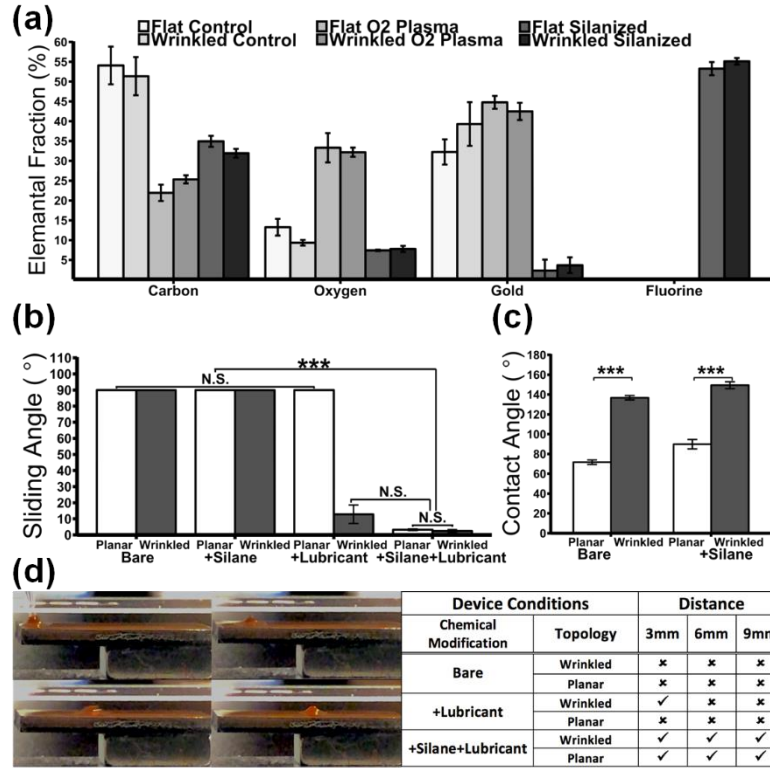 (a)
Flat Control Flat O2 Plasma Flat Silanized
Wrinkled Control Wrinkled O2 Plasma Wrinkled Silanized
Elemantal Fraction (%)
60
55
50
45
40
35
30
25
20
15
10
5
Carbon Oxygen Gold Fluorine
(b)
Sliding Angle ( °)
110
100
90
80
70
60
50
40
30
20
10
0
***
N.S.
N.S.
N.S.
Planar Wrinkled Planar Wrinkled Planar Wrinkled Planar Wrinkled
Bare +Silane +Lubricant +Silane+Lubricant
(c)
Contact Angle ( °)
180
160
140
120
100
80
60
40
20
0
*** ***
Planar Wrinkled Planar Wrinkled
Bare +Silane
(d)
Device Conditions Distance
Chemical Modification Topology 3mm 6mm 9mm
Bare Wrinkled ✗ ✗ ✗
Planar ✗ ✗ ✗
+Lubricant Wrinkled ✓ ✗ ✗
Planar ✗ ✗ ✗
+Silane+Lubricant Wrinkled ✓ ✓ ✓
Planar ✓ ✓ ✓